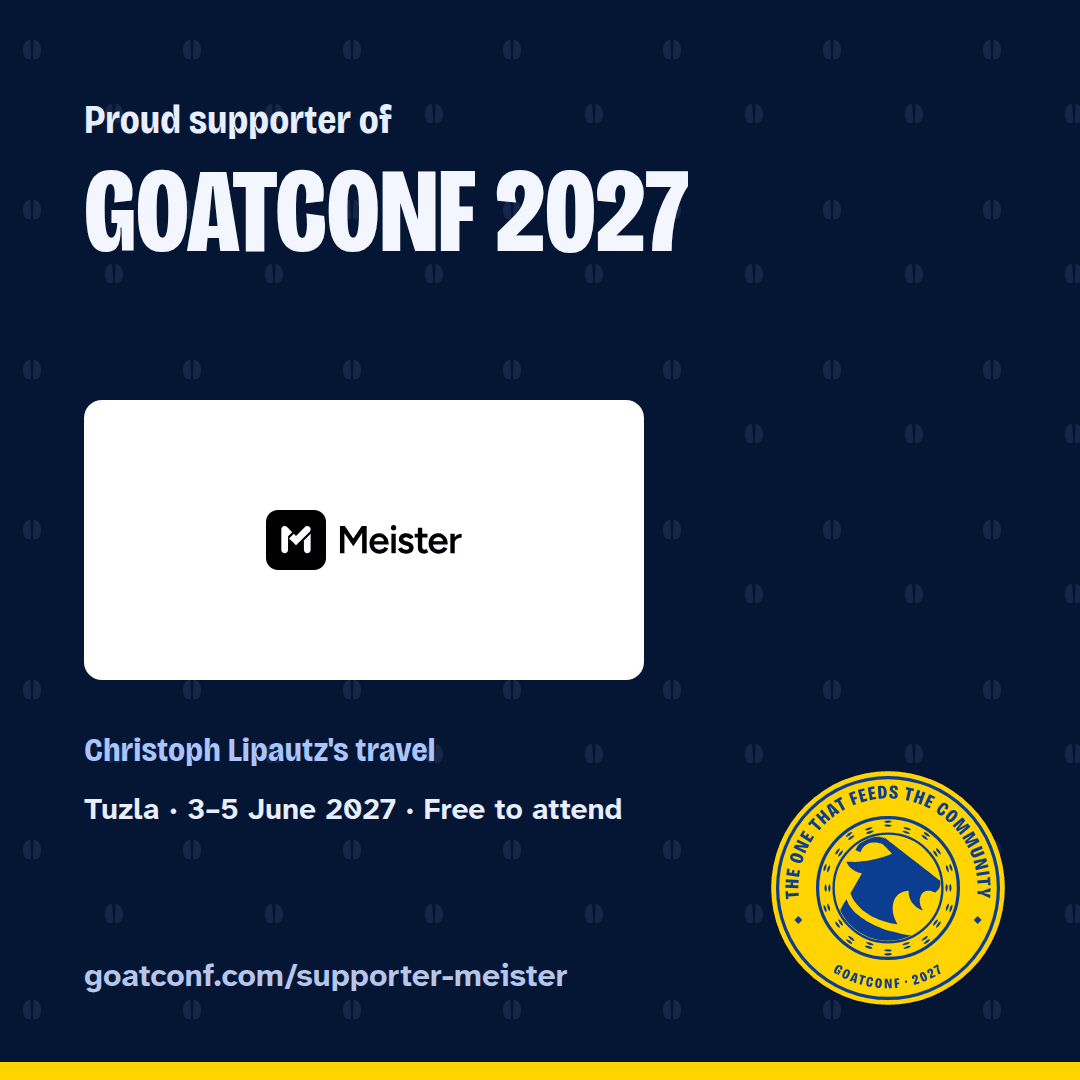 Proud supporter of
GOATCONF 2027
Meister
Christoph Lipautz's travel
Tuzla · 3–5 June 2027 · Free to attend
THE ONE THAT FEEDS THE COMMUNITY
GOATCONF · 2027
goatconf.com/supporter-meister